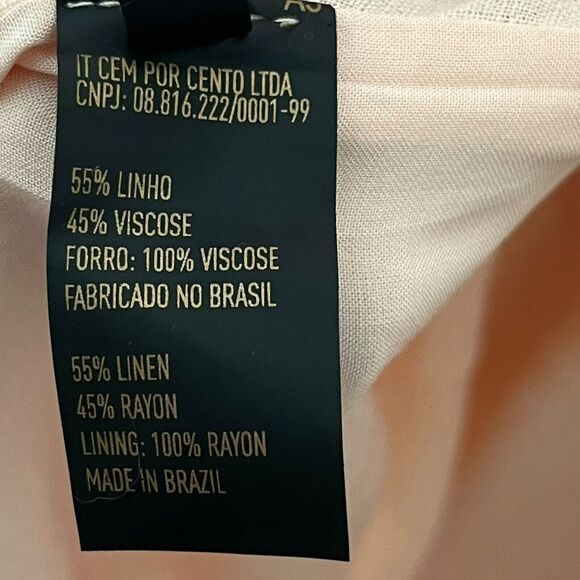 IT CEM POR CENTO LTDA
CNPJ: 08.816.222/0001-99
55% LINHO
45% VISCOSE
FORRO: 100% VISCOSE
FABRICADO NO BRASIL
55% LINEN
45% RAYON
LINING: 100% RAYON
MADE IN BRAZIL